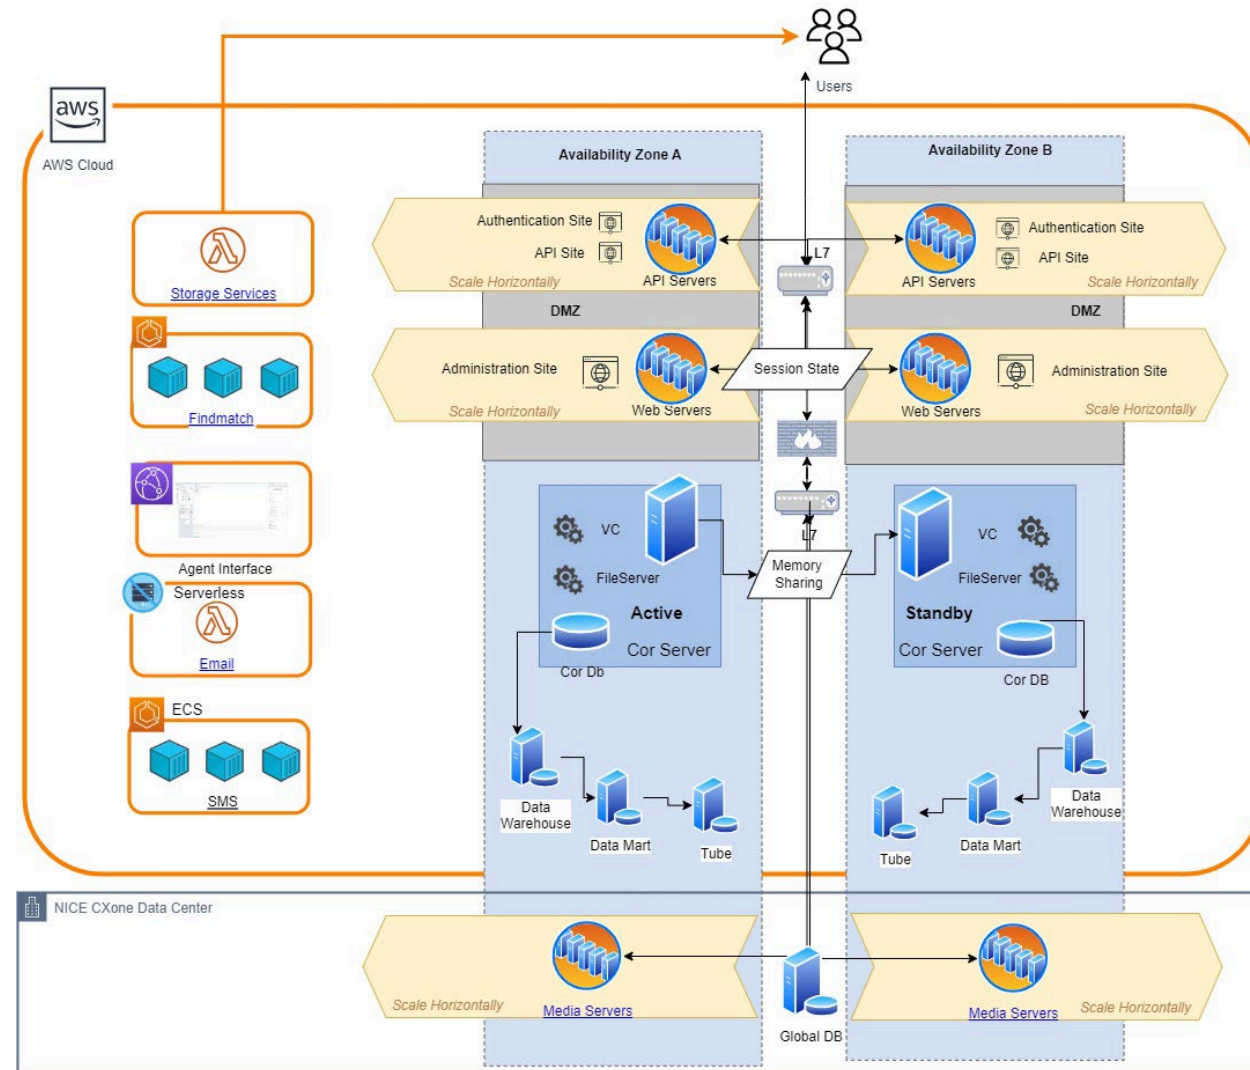 Users
aws
AWS Cloud
Availability Zone A
Availability Zone B
Authentication Site
API Site
Scale Horizontally
API Servers
L7
API Servers
Authentication Site
API Site
Scale Horizontally
Storage Services
DMZ
DMZ
Administration Site
Scale Horizontally
Web Servers
Session State
Web Servers
Administration Site
Scale Horizontally
Findmatch
Agent Interface
VC
FileServer
Active
Cor Server
Cor Db
L7
Memory
Sharing
VC
FileServer
Standby
Cor Server
Cor DB
Serverless
Email
ECS
SMS
Data
Warehouse
Data Mart
Tube
Data
Warehouse
Data Mart
Tube
NICE CXone Data Center
Scale Horizontally
Media Servers
Global DB
Media Servers
Scale Horizontally